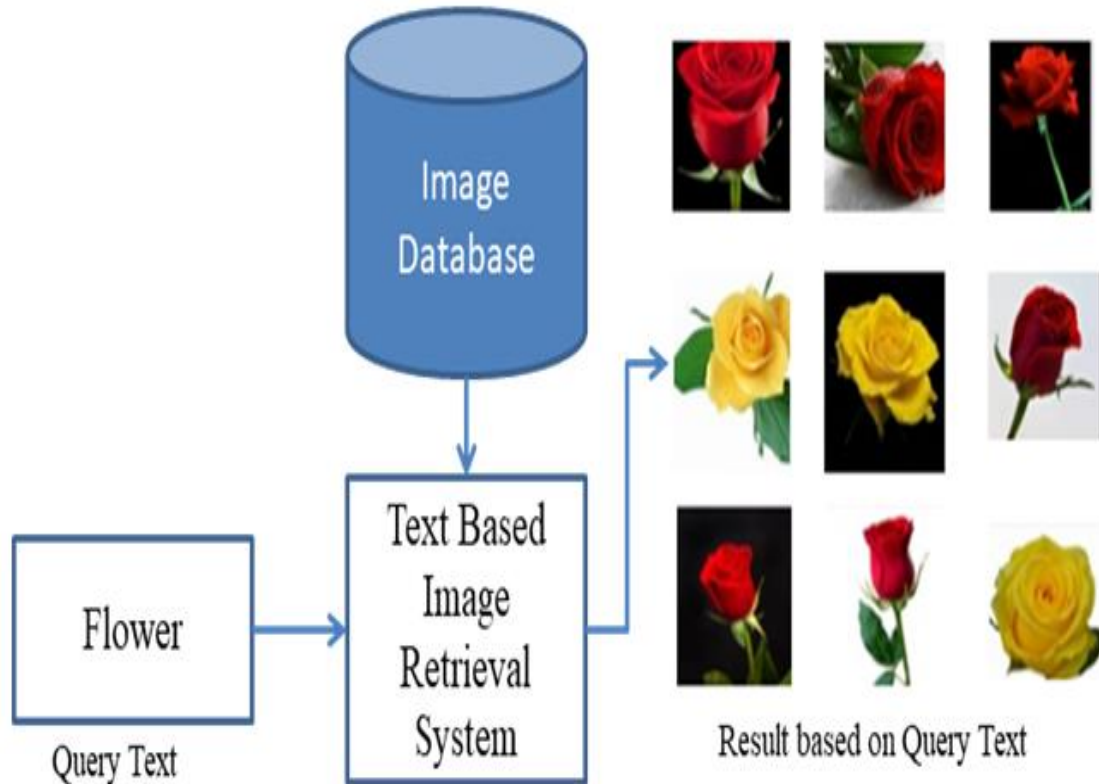 Image
Database
Flower
Query Text
Text Based
Image
Retrieval
System
Result based on Query Text